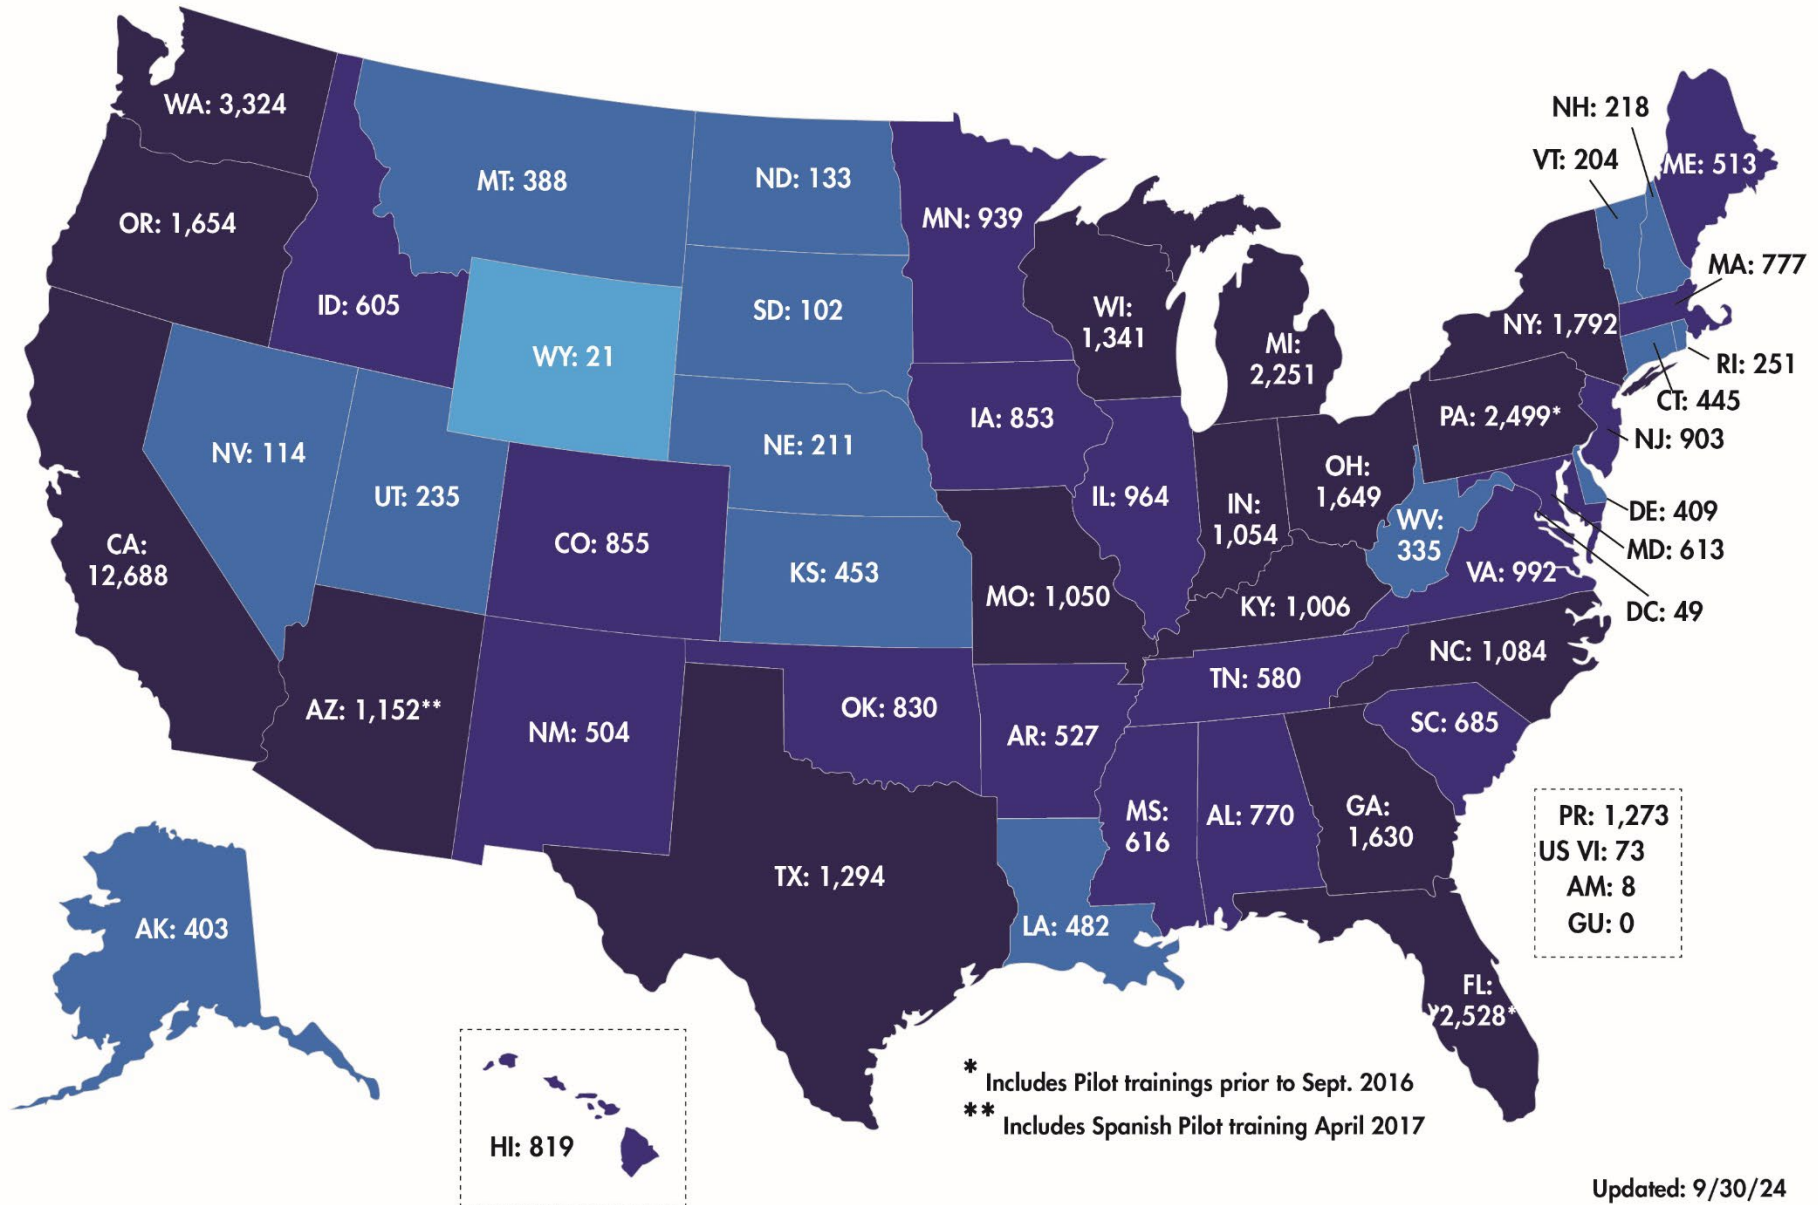 WA: 3,324
OR: 1,654
MT: 388
ND: 133
MN: 939
ID: 605
SD: 102
WY: 21
WI:
1,341
MI:
2,251
NH: 218
VT: 204
ME: 513
MA: 777
NY: 1,792
RI: 251
CT: 445
PA: 2,499*
NJ: 903
IA: 853
NE: 211
NV: 114
UT: 235
CA:
12,688
CO: 855
KS: 453
MO: 1,050
IL: 964
IN:
1,054
OH:
1,649
WV:
335
DE: 409
MD: 613
VA: 992
DC: 49
KY: 1,006
NC: 1,084
TN: 580
SC: 685
AZ: 1,152**
NM: 504
OK: 830
AR: 527
MS:
616
AL: 770
GA:
1,630
TX: 1,294
LA: 482
FL:
2,528*
PR: 1,273
US VI: 73
AM: 8
GU: 0
AK: 403
HI: 819
* Includes Pilot trainings prior to Sept. 2016
** Includes Spanish Pilot training April 2017
Updated: 9/30/24